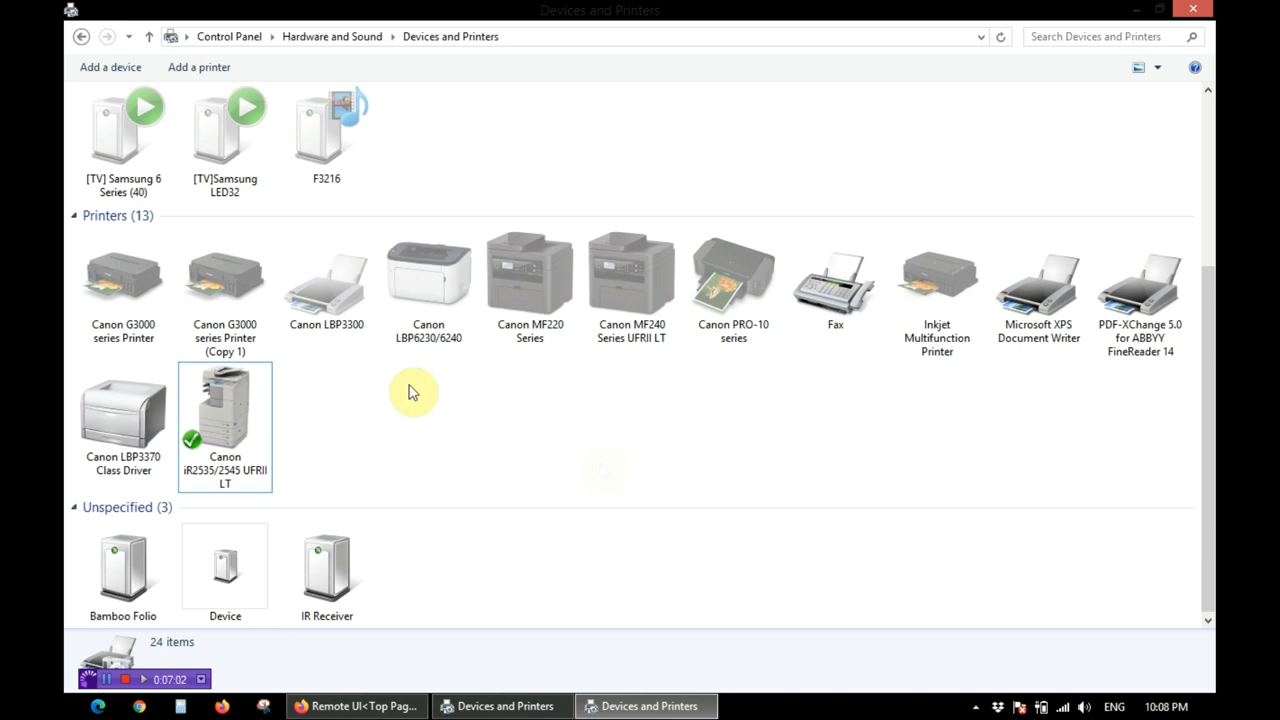 Devices and Printers
Control Panel Hardware and Sound Devices and Printers
Search Devices and Printers
Add a device Add a printer
[TV] Samsung 6
Series (40)
[TV]Samsung
LED32
F3216
Printers (13)
Canon G3000
series Printer
Canon G3000
series Printer
(Copy 1)
Canon LBP3300
Canon
LBP6230/6240
Canon MF220
Series
Canon MF240
Series UFRII LT
Canon PRO-10
series
Fax
Inkjet
Multifunction
Printer
Microsoft XPS
Document Writer
PDF-XChange 5.0
for ABBYY
FineReader 14
Canon LBP3370
Class Driver
Canon
iR2535/2545 UFRII
LT
Unspecified (3)
Bamboo Folio
Device
IR Receiver
24 items
0:07:02
Remote UI<Top Pag... Devices and Printers Devices and Printers ENG 10:08 PM